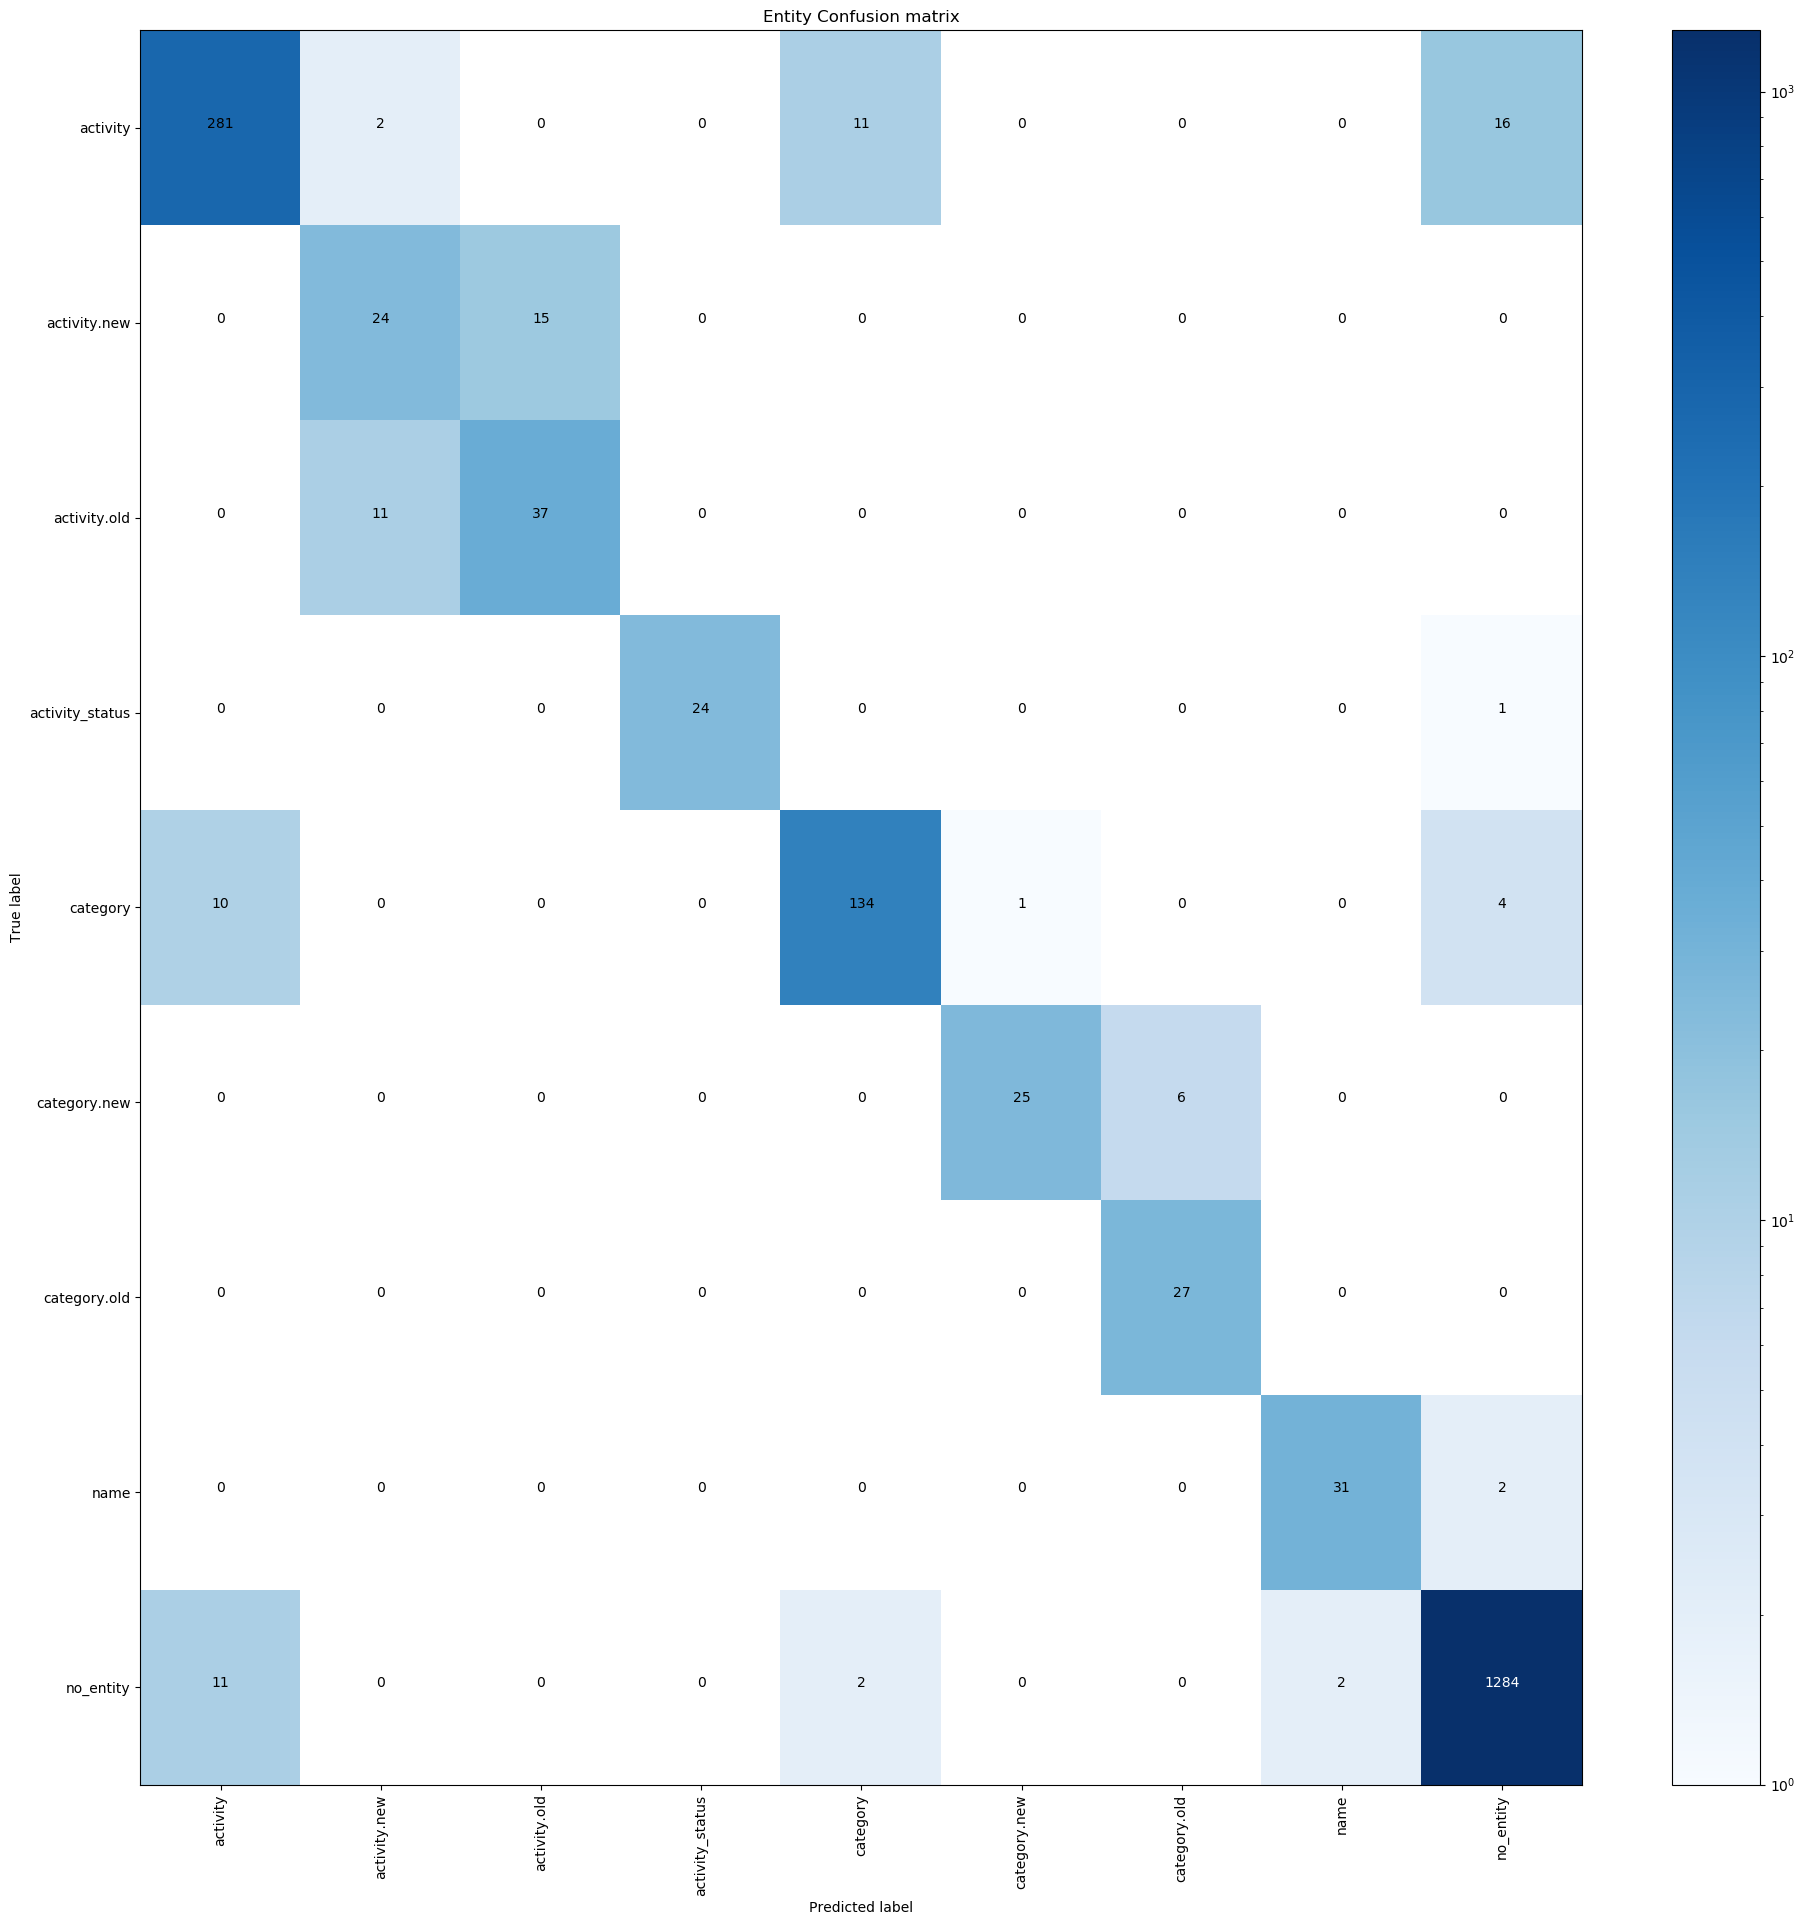 Entity Confusion matrix
activity 281 2 0 0 11 0 0 0 16
activity.new 0 24 15 0 0 0 0 0 0
activity.old 0 11 37 0 0 0 0 0 0
activity_status 0 0 0 24 0 0 0 0 1
category 10 0 0 0 134 1 0 0 4
category.new 0 0 0 0 0 25 6 0 0
category.old 0 0 0 0 0 0 27 0 0
name 0 0 0 0 0 0 0 31 2
no_entity 11 0 0 0 2 0 0 2 1284
True label
activity activity.new activity.old activity_status category category.new category.old name no_entity
Predicted label
10³
10²
10¹
10⁰